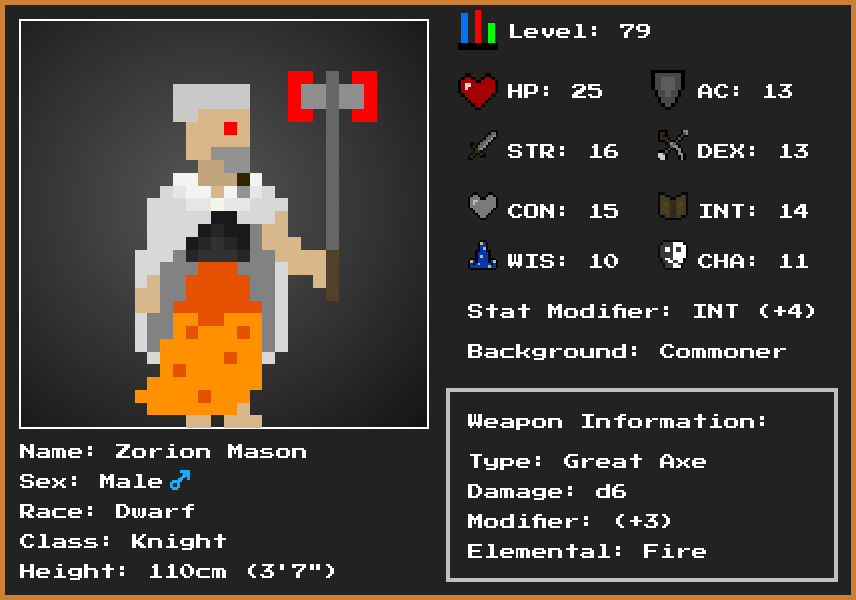 Level: 79
HP: 25
AC: 13
STR: 16
DEX: 13
CON: 15
INT: 14
WIS: 10
CHA: 11
Stat Modifier: INT (+4)
Background: Commoner
Weapon Information:
Type: Great Axe
Damage: d6
Modifier: (+3)
Elemental: Fire
Name: Zorion Mason
Sex: Male♂
Race: Dwarf
Class: Knight
Height: 110cm (3'7")